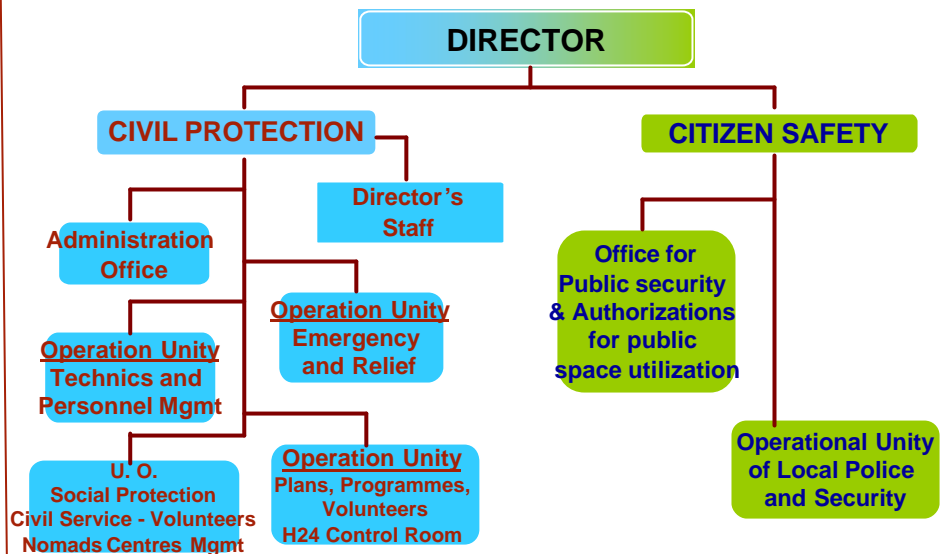 DIRECTOR
CIVIL PROTECTION
CITIZEN SAFETY
Director's
Staff
Administration
Office
Office for
Public security
& Authorizations
for public
space utilization
Operation Unity
Emergency
and Relief
Operation Unity
Technics and
Personnel Mgmt
Operational Unity
of Local Police
and Security
U. O.
Social Protection
Civil Service - Volunteers
Nomads Centres Mgmt
Operation Unity
Plans, Programmes,
Volunteers
H24 Control Room